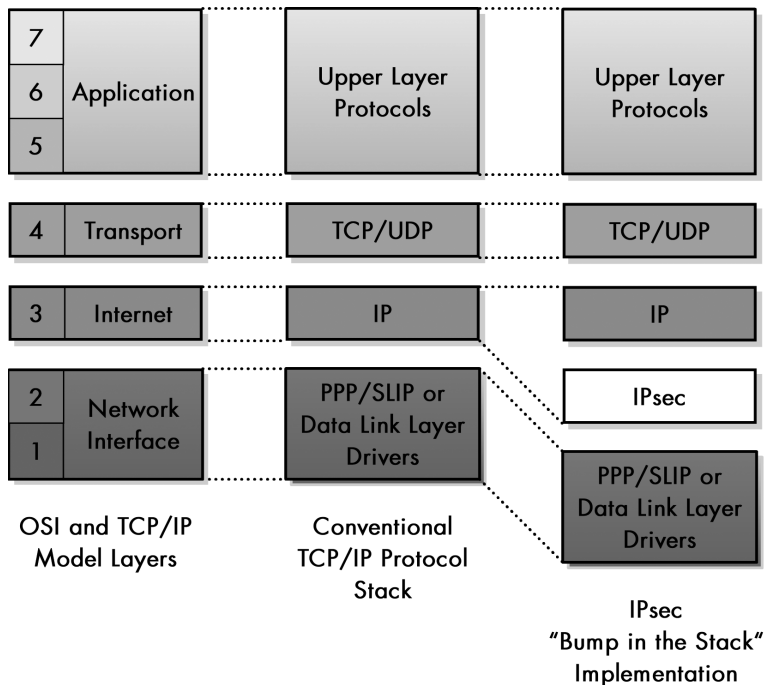 7
6
5
Application
Upper Layer
Protocols
Upper Layer
Protocols
4
Transport
TCP/UDP
TCP/UDP
3
Internet
IP
IP
2
1
Network
Interface
PPP/SLIP or
Data Link Layer
Drivers
IPsec
PPP/SLIP or
Data Link Layer
Drivers
OSI and TCP/IP
Model Layers
Conventional
TCP/IP Protocol
Stack
IPsec
“Bump in the Stack“
Implementation